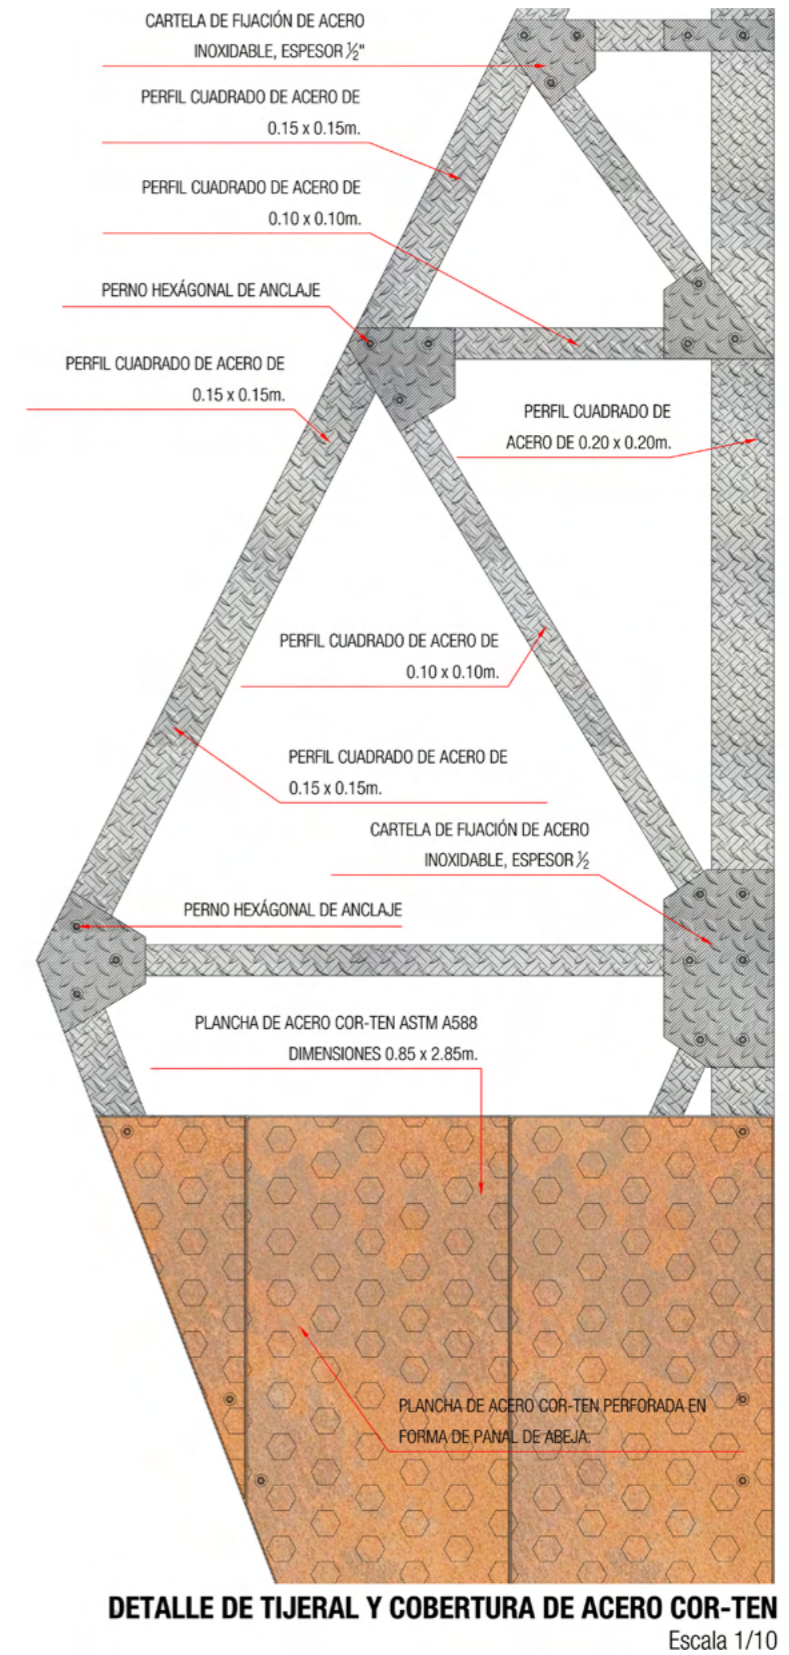 CARTELA DE FIJACIÓN DE ACERO
INOXIDABLE, ESPESOR ½"
PERFIL CUADRADO DE ACERO DE
0.15 x 0.15m.
PERFIL CUADRADO DE ACERO DE
0.10 x 0.10m.
PERNO HEXÁGONAL DE ANCLAJE
PERFIL CUADRADO DE ACERO DE
0.15 x 0.15m.
PERFIL CUADRADO DE
ACERO DE 0.20 x 0.20m.
PERFIL CUADRADO DE ACERO DE
0.10 x 0.10m.
PERFIL CUADRADO DE ACERO DE
0.15 x 0.15m.
CARTELA DE FIJACIÓN DE ACERO
INOXIDABLE, ESPESOR ½
PERNO HEXÁGONAL DE ANCLAJE
PLANCHA DE ACERO COR-TEN ASTM A588
DIMENSIONES 0.85 x 2.85m.
PLANCHA DE ACERO COR-TEN PERFORADA EN
FORMA DE PANAL DE ABEJA.
DETALLE DE TIJERAL Y COBERTURA DE ACERO COR-TEN
Escala 1/10